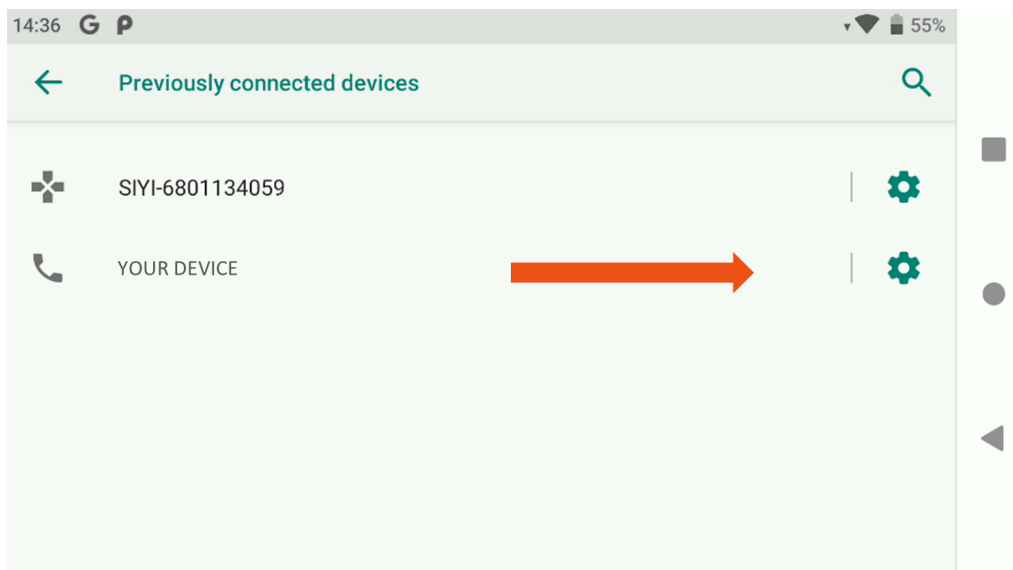 14:36 G P 55%
Previously connected devices
SIYI-6801134059
YOUR DEVICE